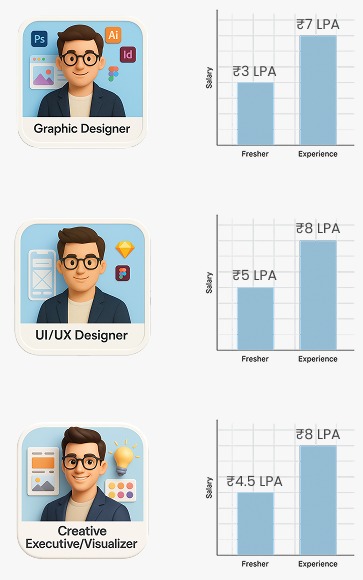 Ps
Ai
Id
Graphic Designer
₹7 LPA
₹3 LPA
Salary
Fresher
Experience
UI/UX Designer
₹8 LPA
₹5 LPA
Salary
Fresher
Experience
Creative
Executive/Visualizer
₹8 LPA
₹4.5 LPA
Salary
Fresher
Experience